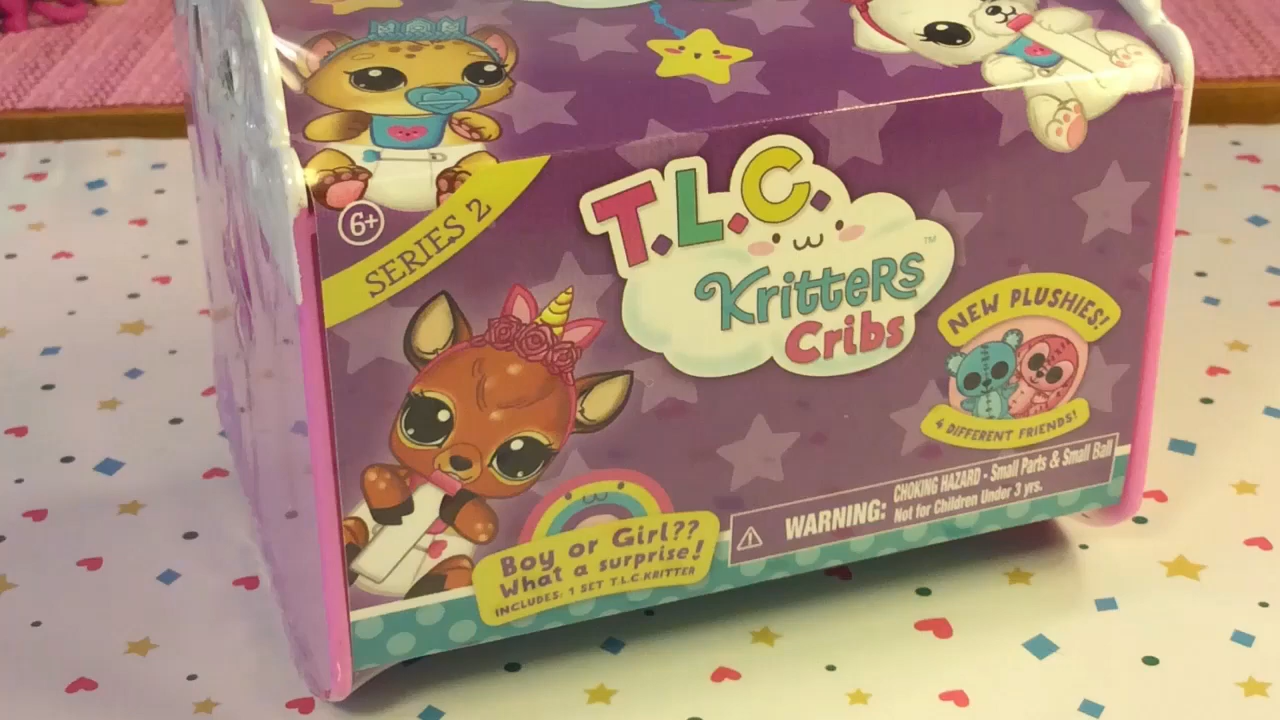 6+
SERIES 2
T.L.C.
KritteRs™
Cribs
NEW PLUSHIES!
4 DIFFERENT FRIENDS!
Boy or Girl??
What a surprise!
INCLUDES: 1 SET T.L.C.KRITTER
WARNING: CHOKING HAZARD - Small Parts & Small Ball
Not for Children Under 3 yrs.